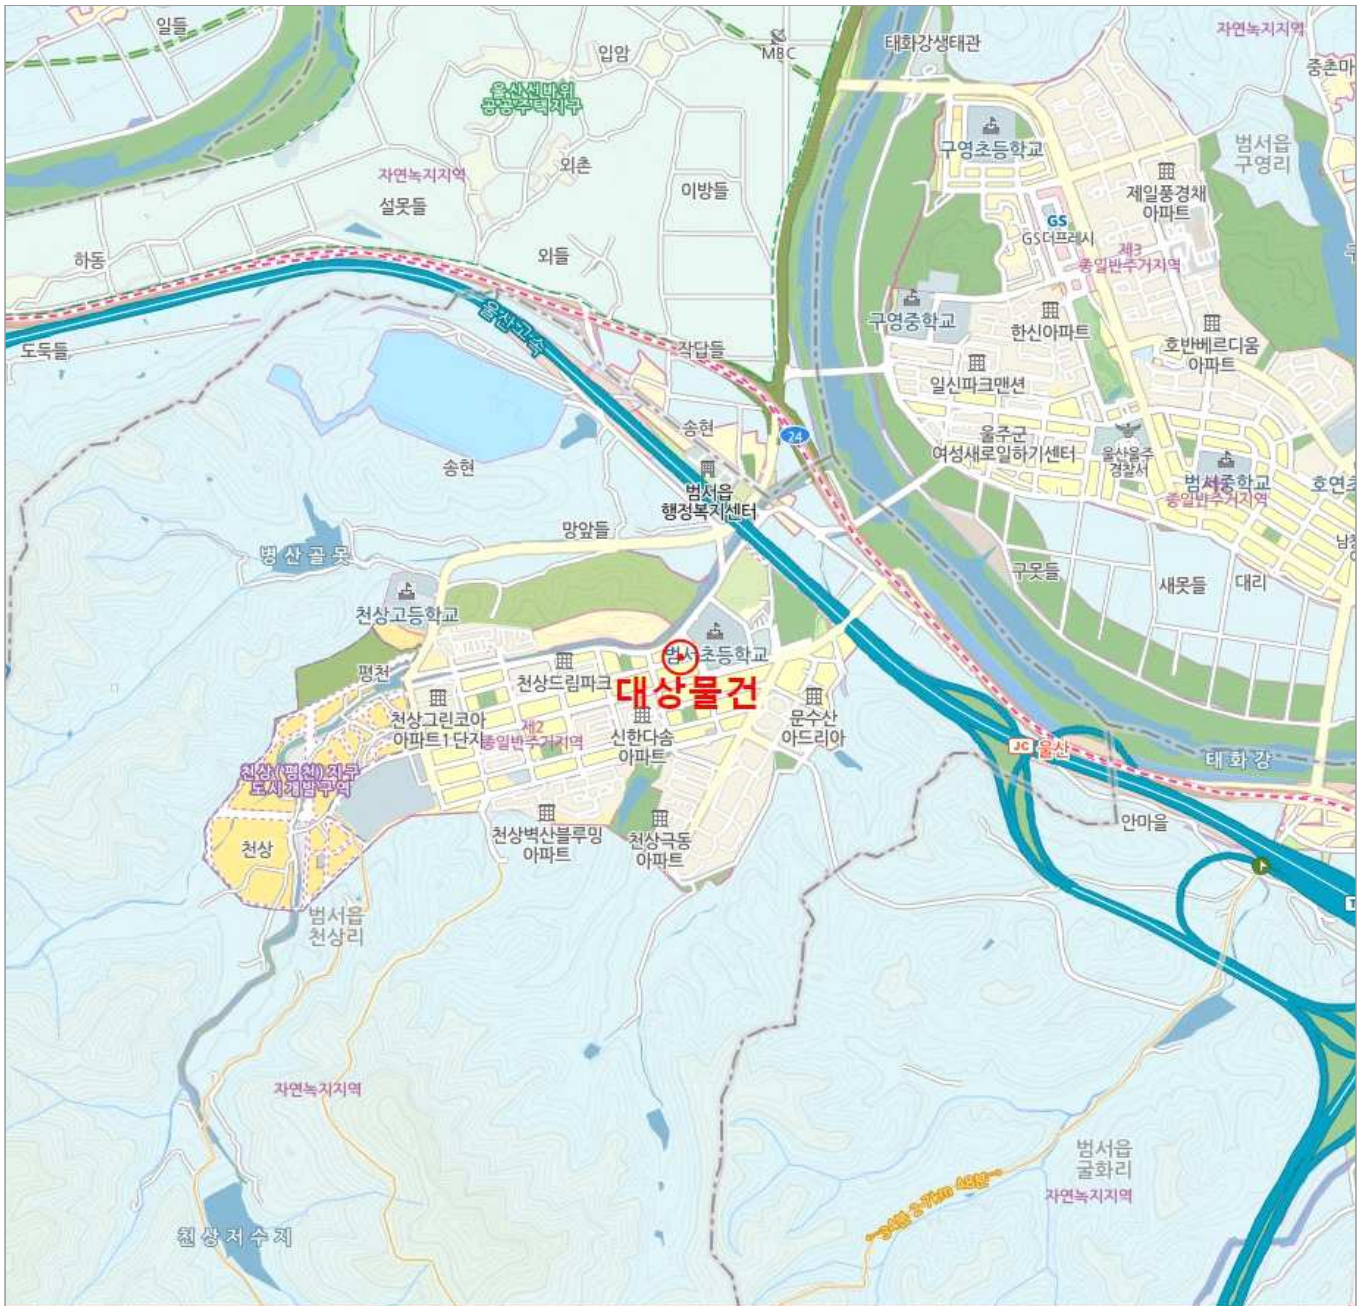 일들
입암
MBC
태화강생태관
자연녹지지역
중촌마
울산선바위
공공주택지구
구영초등학교
범서읍
구영리
외촌
자연녹지지역
설못들
이방들
제일풍경채
아파트
GS
GS더프레시
제3
종일반주거지역
하동
외들
울산고속
구영중학교
한신아파트
호반베르디움
아파트
도둑들
작답들
일신파크맨션
송현
24
울주군
여성새로일하기센터
울산울주
경찰서
송현
범서읍
행정복지센터
범서중학교
종일반주거지역
호연초
망앞들
병산골못
남창
구못들
새못들
대리
천상고등학교
범서초등학교
평천
천상드림파크
대상물건
천상그린코아
아파트1단지
제2
종일반주거지역
신한다솜
아파트
문수산
아드리아
JC 울산
태화강
천상(평천)지구
도시개발구역
천상벽산블루밍
아파트
천상극동
아파트
안마을
천상
범서읍
천상리
자연녹지지역
범서읍
굴화리
자연녹지지역
←34분 2.7km 48분→
천상저수지